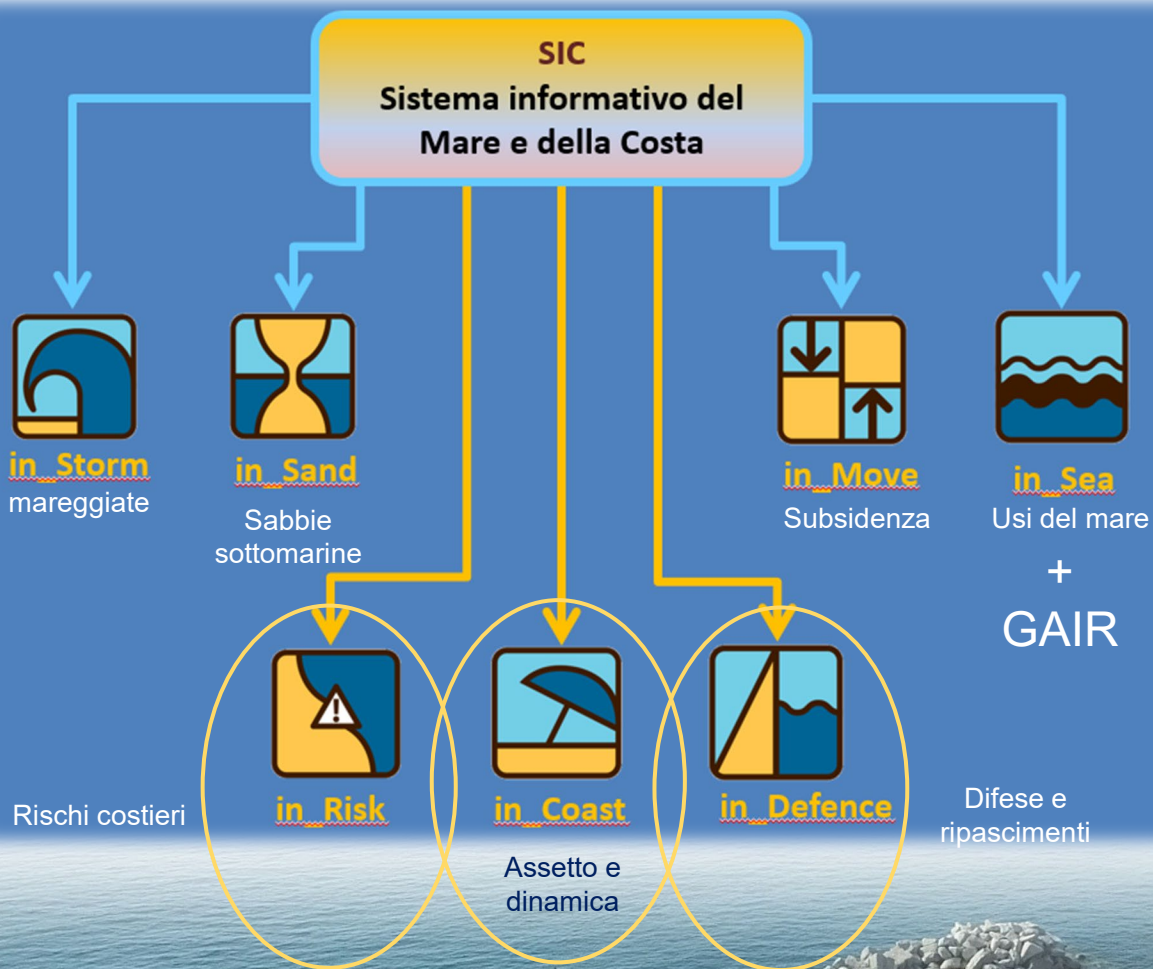 SIC
Sistema informativo del
Mare e della Costa
in_Storm
mareggiate
in_Sand
Sabbie
sottomarine
in_Move
Subsidenza
in_Sea
Usi del mare
+
GAIR
Rischi costieri
in_Risk
in_Coast
Assetto e
dinamica
in_Defence
Difese e
ripascimenti